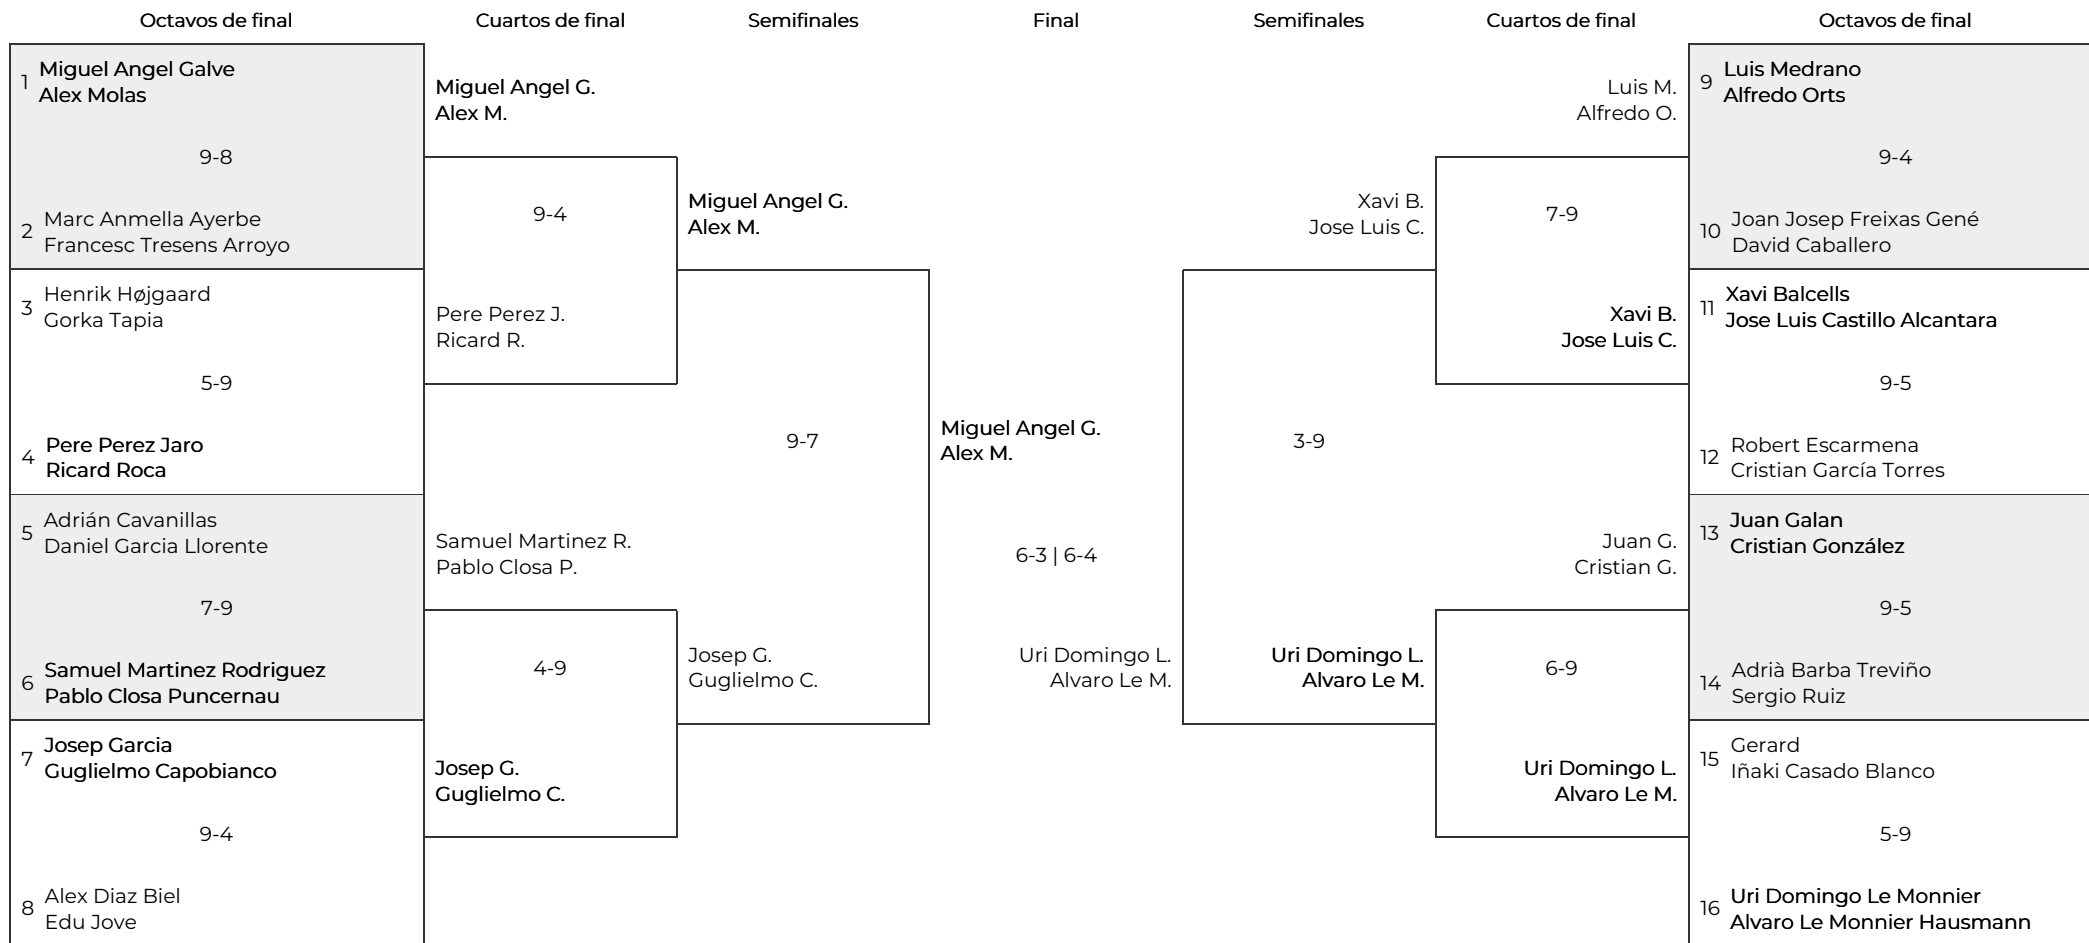 Octavos de final
Cuartos de final
Semifinales
Final
Semifinales
Cuartos de final
Octavos de final
1
Miguel Angel Galve
Alex Molas
9-8
2
Marc Anmella Ayerbe
Francesc Tresens Arroyo
3
Henrik Højgaard
Gorka Tapia
5-9
4
Pere Perez Jaro
Ricard Roca
5
Adrián Cavanillas
Daniel Garcia Llorente
7-9
6
Samuel Martinez Rodriguez
Pablo Closa Puncernau
7
Josep Garcia
Guglielmo Capobianco
9-4
8
Alex Diaz Biel
Edu Jove
Miguel Angel G.
Alex M.
9-4
Pere Perez J.
Ricard R.
Samuel Martinez R.
Pablo Closa P.
4-9
Josep G.
Guglielmo C.
Miguel Angel G.
Alex M.
9-7
Josep G.
Guglielmo C.
Miguel Angel G.
Alex M.
6-3 | 6-4
Uri Domingo L.
Alvaro Le M.
Xavi B.
Jose Luis C.
3-9
Uri Domingo L.
Alvaro Le M.
Luis M.
Alfredo O.
7-9
Xavi B.
Jose Luis C.
Juan G.
Cristian G.
6-9
Uri Domingo L.
Alvaro Le M.
9
Luis Medrano
Alfredo Orts
9-4
10
Joan Josep Freixas Gené
David Caballero
11
Xavi Balcells
Jose Luis Castillo Alcantara
9-5
12
Robert Escarmena
Cristian García Torres
13
Juan Galan
Cristian González
9-5
14
Adrià Barba Treviño
Sergio Ruiz
15
Gerard
Iñaki Casado Blanco
5-9
16
Uri Domingo Le Monnier
Alvaro Le Monnier Hausmann